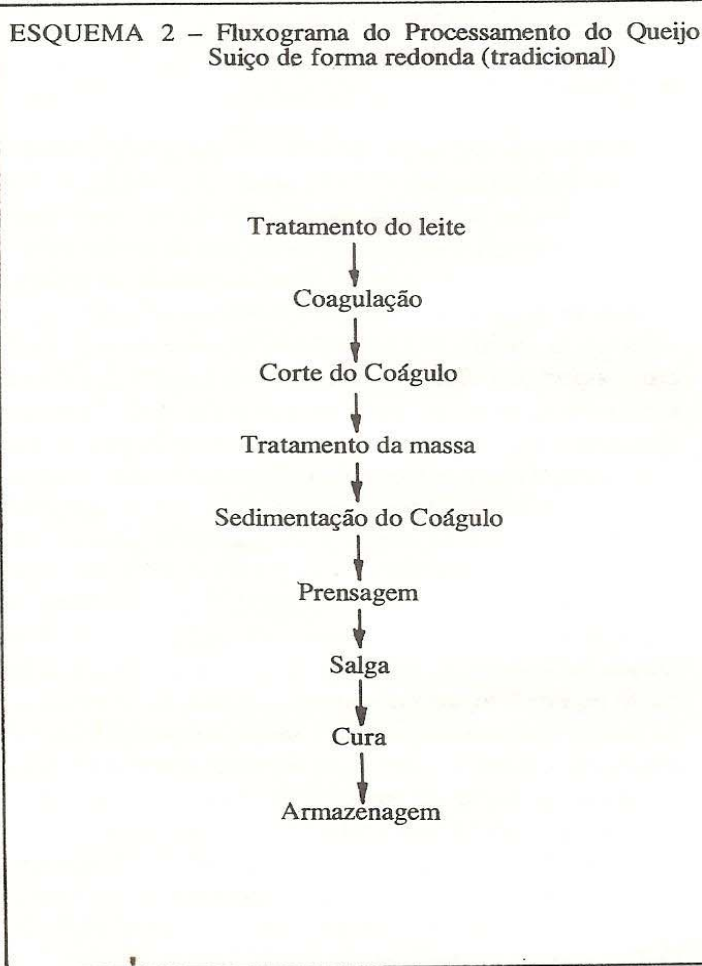 ESQUEMA 2 – Fluxograma do Processamento do Queijo
Suiço de forma redonda (tradicional)
Tratamento do leite
Coagulação
Corte do Coágulo
Tratamento da massa
Sedimentação do Coágulo
Prensagem
Salga
Cura
Armazenagem